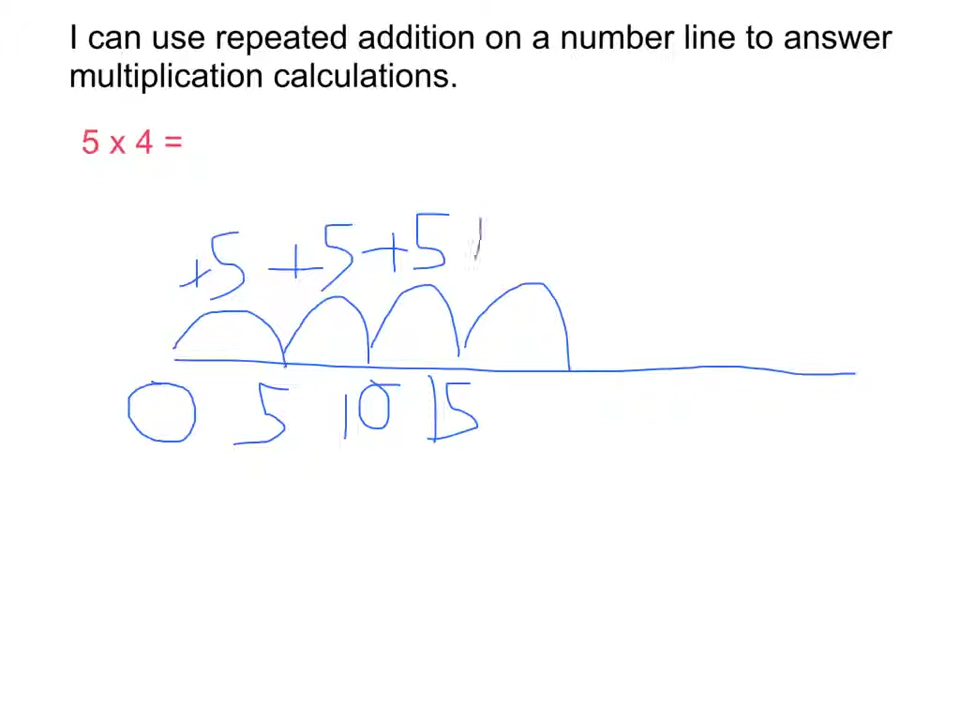 I can use repeated addition on a number line to answer
multiplication calculations.
5 x 4 =
+5 +5 +5
0 5 10 15